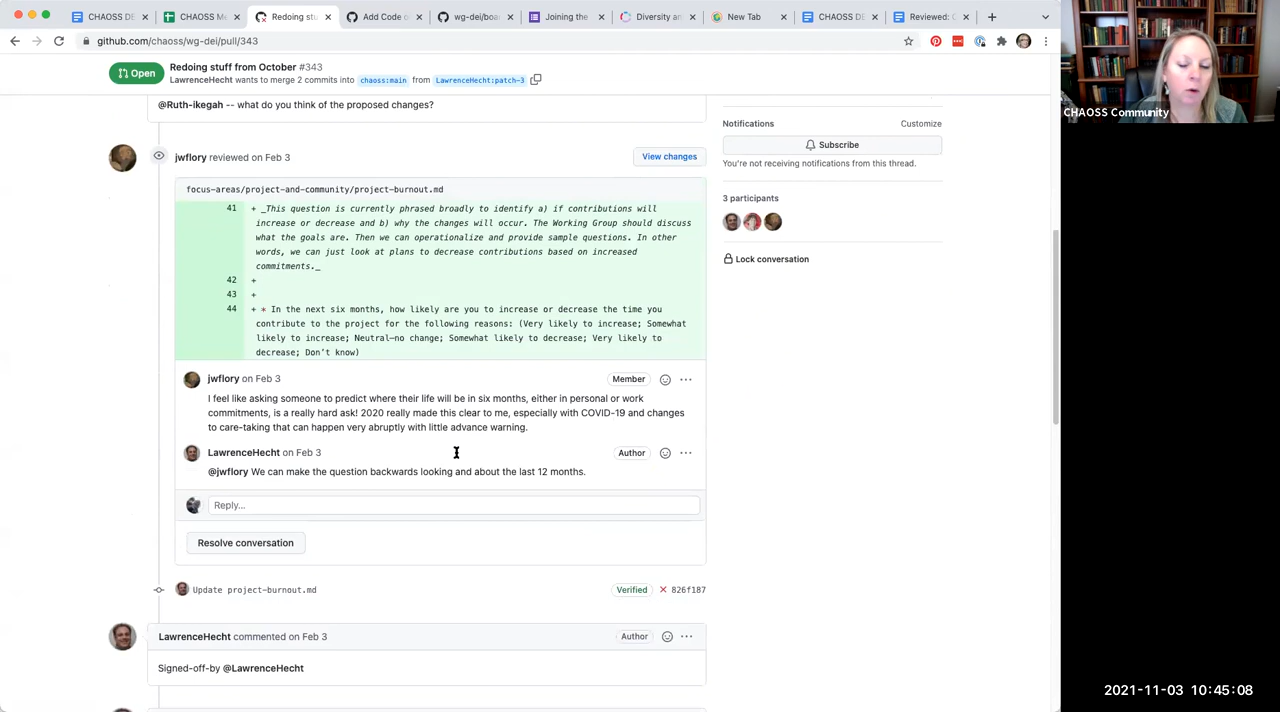 CHAOSS DE
CHAOSS Me
Redoing stu
Add Code o
wg-dei/boar
Joining the
Diversity an
New Tab
CHAOSS DE
Reviewed: C
github.com/chaoss/wg-dei/pull/343
Open
Redoing stuff from October #343
LawrenceHecht wants to merge 2 commits into chaoss:main from LawrenceHecht:patch-3
@Ruth-ikegah -- what do you think of the proposed changes?
jwflory reviewed on Feb 3
View changes
focus-areas/project-and-community/project-burnout.md
41 + _This question is currently phrased broadly to identify a) if contributions will
increase or decrease and b) why the changes will occur. The Working Group should discuss
what the goals are. Then we can operationalize and provide sample questions. In other
words, we can just look at plans to decrease contributions based on increased
commitments._
42 +
43 +
44 + * In the next six months, how likely are you to increase or decrease the time you
contribute to the project for the following reasons: (Very likely to increase; Somewhat
likely to increase; Neutral—no change; Somewhat likely to decrease; Very likely to
decrease; Don't know)
jwflory on Feb 3
Member
I feel like asking someone to predict where their life will be in six months, either in personal or work
commitments, is a really hard ask! 2020 really made this clear to me, especially with COVID-19 and changes
to care-taking that can happen very abruptly with little advance warning.
LawrenceHecht on Feb 3
Author
@jwflory We can make the question backwards looking and about the last 12 months.
Reply...
Resolve conversation
Update project-burnout.md
Verified
826f187
LawrenceHecht commented on Feb 3
Author
Signed-off-by @LawrenceHecht
Notifications
Customize
Subscribe
You're not receiving notifications from this thread.
3 participants
Lock conversation
CHAOSS Community
2021-11-03 10:45:08